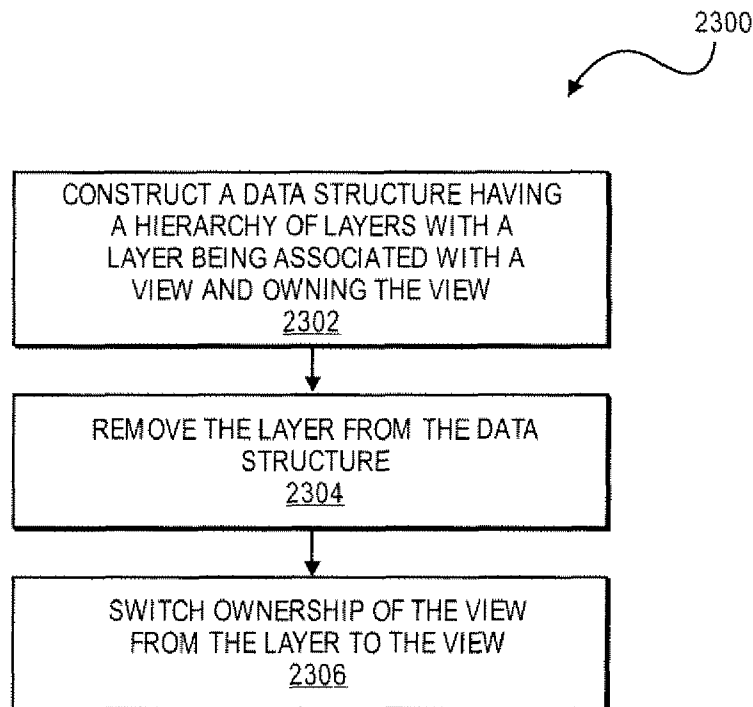 2300
CONSTRUCT A DATA STRUCTURE HAVING
A HIERARCHY OF LAYERS WITH A
LAYER BEING ASSOCIATED WITH A
VIEW AND OWNING THE VIEW
2302
REMOVE THE LAYER FROM THE DATA
STRUCTURE
2304
SWITCH OWNERSHIP OF THE VIEW
FROM THE LAYER TO THE VIEW
2306